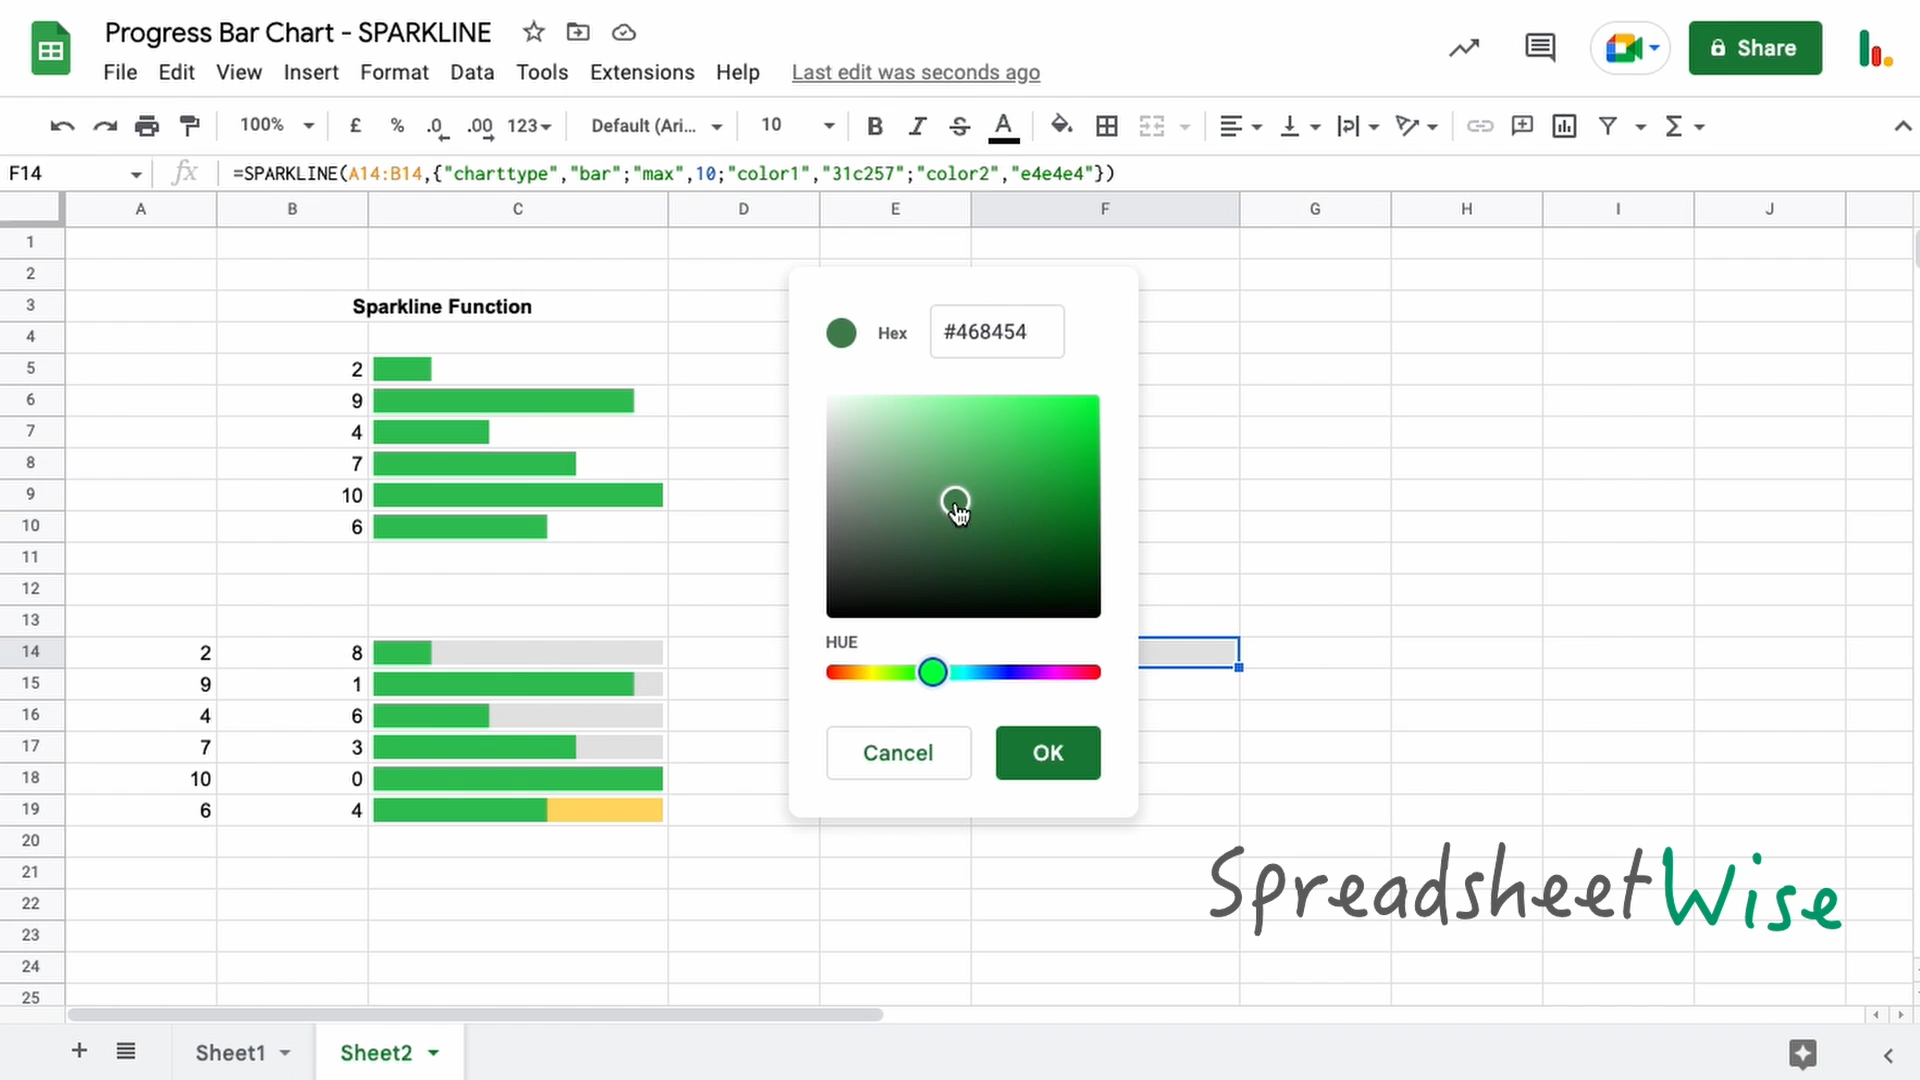 Progress Bar Chart - SPARKLINE
File Edit View Insert Format Data Tools Extensions Help Last edit was seconds ago
Share
100% £ % .0 .00 123 Default (Ari... 10 B I S A
F14 fx =SPARKLINE(A14:B14,{"charttype","bar";"max",10;"color1","31c257";"color2","e4e4e4"})
A B C D E F G H I J
1
2
3 Sparkline Function
4
5 2
6 9
7 4
8 7
9 10
10 6
11
12
13
14 2 8
15 9 1
16 4 6
17 7 3
18 10 0
19 6 4
20
21
22
23
24
25
Hex #468454
HUE
Cancel OK
SpreadsheetWise
Sheet1 Sheet2